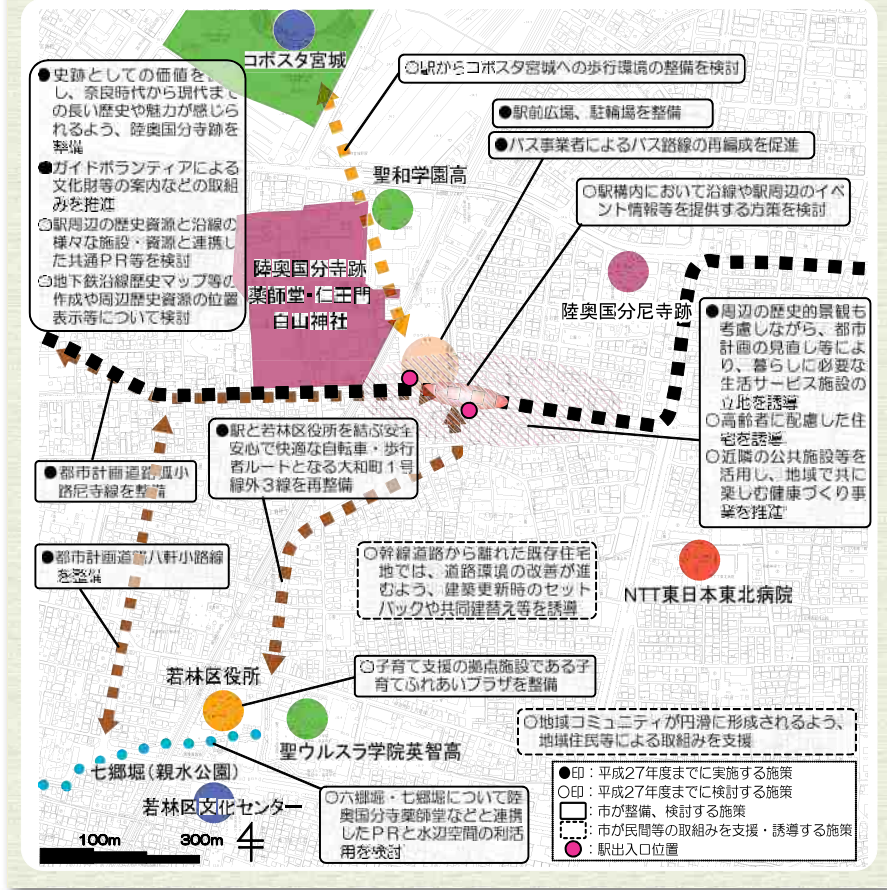 コボスタ宮城
○駅からコボスタ宮城への歩行環境の整備を検討
●史跡としての価値を
し、奈良時代から現代まで
の長い歴史や魅力が感じら
れるよう、陸奥国分寺跡を
整備
●ガイドボランティアによる
文化財等の案内などの取組
みを推進
○駅周辺の歴史資源と沿線の
様々な施設・資源と連携し
た共通PR等を検討
○地下鉄沿線歴史マップ等の
作成や周辺歴史資源の位置
表示等について検討
●駅前広場、駐輪場を整備
●バス事業者によるバス路線の再編成を促進
聖和学園高
○駅構内において沿線や駅周辺のイベ
ント情報等を提供する方策を検討
陸奥国分寺跡
薬師堂・仁王門
白山神社
陸奥国分尼寺跡
●周辺の歴史的景観も
考慮しながら、都市
計画の見直し等によ
り、暮らしに必要な
生活サービス施設の
立地を誘導
○高齢者に配慮した住
宅を誘導
○近隣の公共施設等を
活用し、地域で共に
楽しむ健康づくり事
業を推進
●駅と若林区役所を結ぶ安全
安心で快適な自転車・歩行
者ルートとなる大和町1号
線外3線を再整備
●都市計画道路狐小
路尼寺線を整備
●都市計画道路八軒小路線
を整備
○幹線道路から離れた既存住宅
地では、道路環境の改善が進
むよう、建築更新時のセット
バックや共同建替え等を誘導
NTT東日本東北病院
若林区役所
○子育て支援の拠点施設である子
育てふれあいプラザを整備
聖ウルスラ学院英智高
○地域コミュニティが円滑に形成されるよう、
地域住民等による取組みを支援
七郷堀(親水公園)
若林区文化センター
○六郷堀・七郷堀について陸
奥国分寺薬師堂などと連携
したPRと水辺空間の利活
用を検討
●印：平成27年度までに実施する施策
○印：平成27年度までに検討する施策
：市が整備、検討する施策
：市が民間等の取組みを支援・誘導する施策
：駅出入口位置
100m 300m